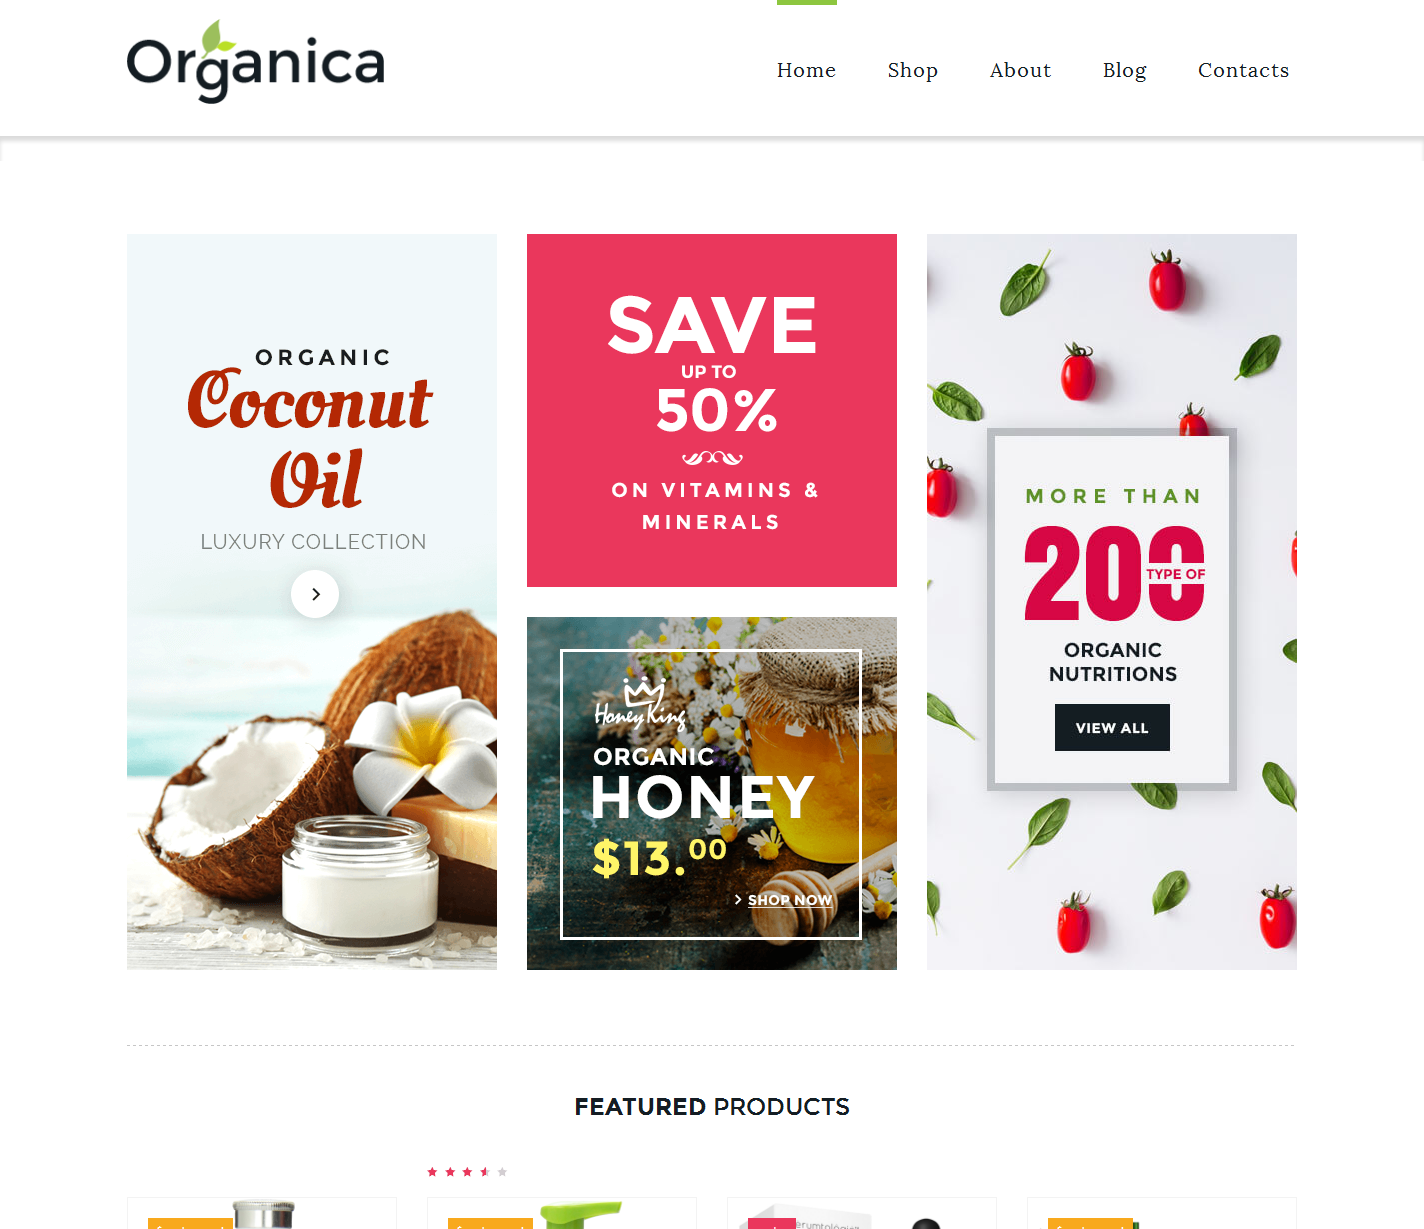 Organica
Home
Shop
About
Blog
Contacts
ORGANIC
Coconut
Oil
LUXURY COLLECTION
SAVE
UP TO
50%
ON VITAMINS &
MINERALS
Honey King
ORGANIC
HONEY
$13.00
SHOP NOW
MORE THAN
200
TYPE OF
ORGANIC
NUTRITIONS
VIEW ALL
FEATURED PRODUCTS